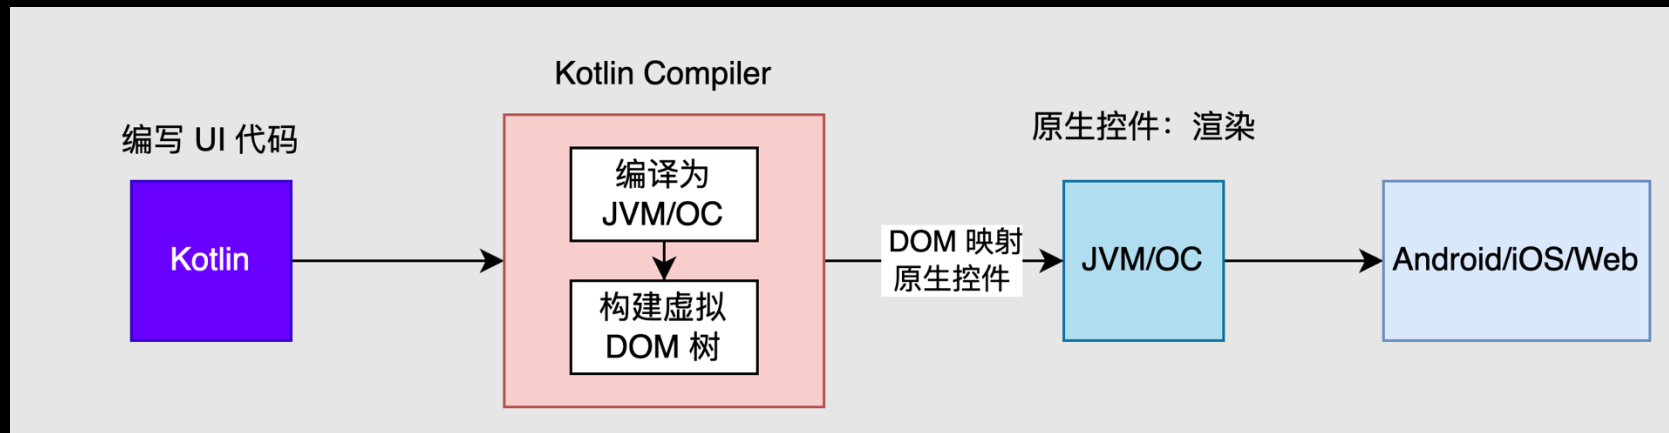 编写 UI 代码
Kotlin
Kotlin Compiler
编译为
JVM/OC
构建虚拟
DOM 树
DOM 映射
原生控件
原生控件：渲染
JVM/OC
Android/iOS/Web